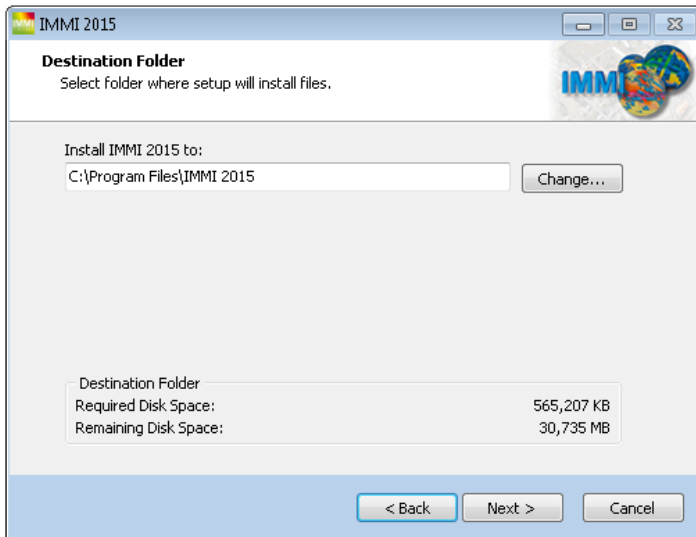 IMMI 2015
Destination Folder
Select folder where setup will install files.
IMMI
Install IMMI 2015 to:
C:\Program Files\IMMI 2015
Change...
Destination Folder
Required Disk Space: 565,207 KB
Remaining Disk Space: 30,735 MB
< Back Next > Cancel